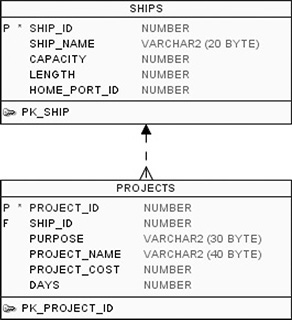 SHIPS
P * SHIP_ID NUMBER
SHIP_NAME VARCHAR2 (20 BYTE)
CAPACITY NUMBER
LENGTH NUMBER
HOME_PORT_ID NUMBER
PK_SHIP
PROJECTS
P * PROJECT_ID NUMBER
F SHIP_ID NUMBER
PURPOSE VARCHAR2 (30 BYTE)
PROJECT_NAME VARCHAR2 (40 BYTE)
PROJECT_COST NUMBER
DAYS NUMBER
PK_PROJECT_ID